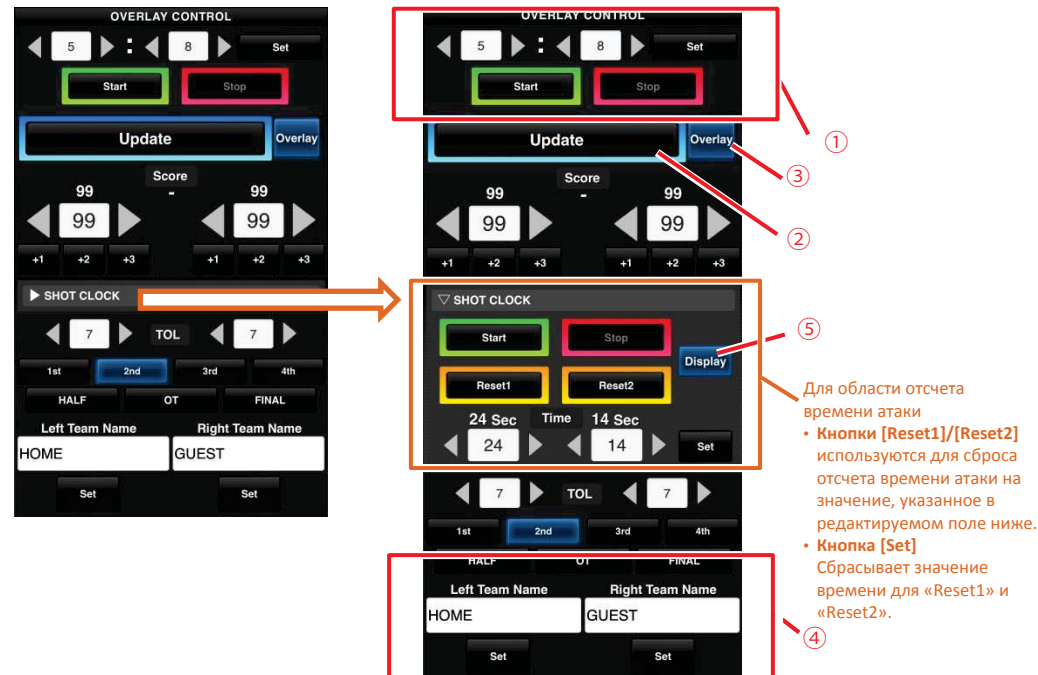 OVERLAY CONTROL
5 : 8 Set
Start Stop
Update Overlay
Score
99 - 99
99 99
+1 +2 +3 +1 +2 +3
▶ SHOT CLOCK
7 TOL 7
1st 2nd 3rd 4th
HALF OT FINAL
Left Team Name Right Team Name
HOME GUEST
Set Set
OVERLAY CONTROL
5 : 8 Set
Start Stop
Update Overlay
Score
99 - 99
99 99
+1 +2 +3 +1 +2 +3
▽ SHOT CLOCK
Start Stop
Display
Reset1 Reset2
24 Sec Time 14 Sec
24 14 Set
7 TOL 7
1st 2nd 3rd 4th
HALF OT FINAL
Left Team Name Right Team Name
HOME GUEST
Set Set
①
③
②
⑤
Для области отсчета
времени атаки
• Кнопки [Reset1]/[Reset2]
используются для сброса
отсчета времени атаки на
значение, указанное в
редактируемом поле ниже.
• Кнопка [Set]
Сбрасывает значение
времени для «Reset1» и
«Reset2».
④